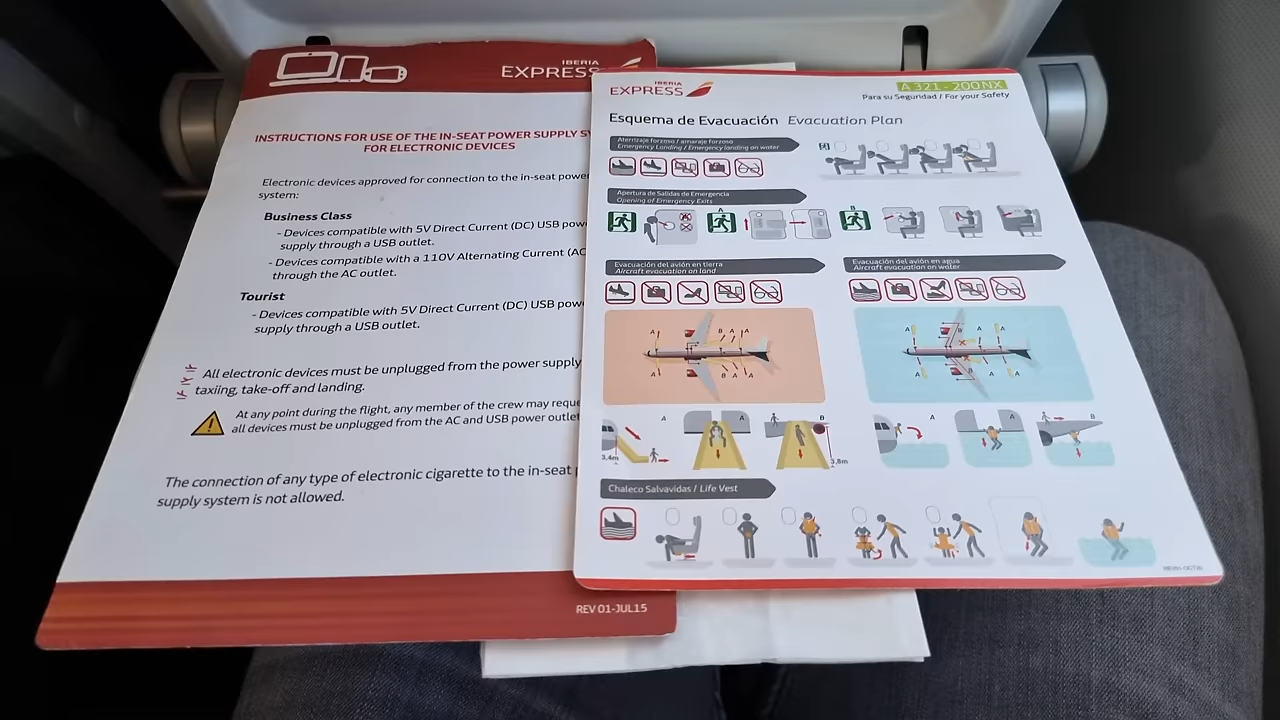 IBERIA
EXPRESS
INSTRUCTIONS FOR USE OF THE IN-SEAT POWER SUPPLY
FOR ELECTRONIC DEVICES
Electronic devices approved for connection to the in-seat power
system:
Business Class
- Devices compatible with 5V Direct Current (DC) USB
supply through a USB outlet.
- Devices compatible with a 110V Alternating Current (AC
through the AC outlet.
Tourist
- Devices compatible with 5V Direct Current (DC) USB
supply through a USB outlet.
All electronic devices must be unplugged from the power supply
taxiing, take-off and landing.
At any point during the flight, any member of the crew may
all devices must be unplugged from the AC and USB power
The connection of any type of electronic cigarette to the in-seat
supply system is not allowed.
REV 01-JUL15
IBERIA
EXPRESS
A 321 - 200NX
Para su Seguridad / For your Safety
Esquema de Evacuación Evacuation Plan
Aterrizaje forzoso / amaraje forzoso
Emergency Landing / Emergency landing on water
Apertura de Salidas de Emergencia
Opening of Emergency Exits
A
B
Evacuación del avión en tierra
Aircraft evacuation on land
Evacuación del avión en agua
Aircraft evacuation on water
A B A A
A B A A
A B A A
A B A A
A A B
3,4m
3,8m
A A B
Chaleco Salvavidas / Life Vest